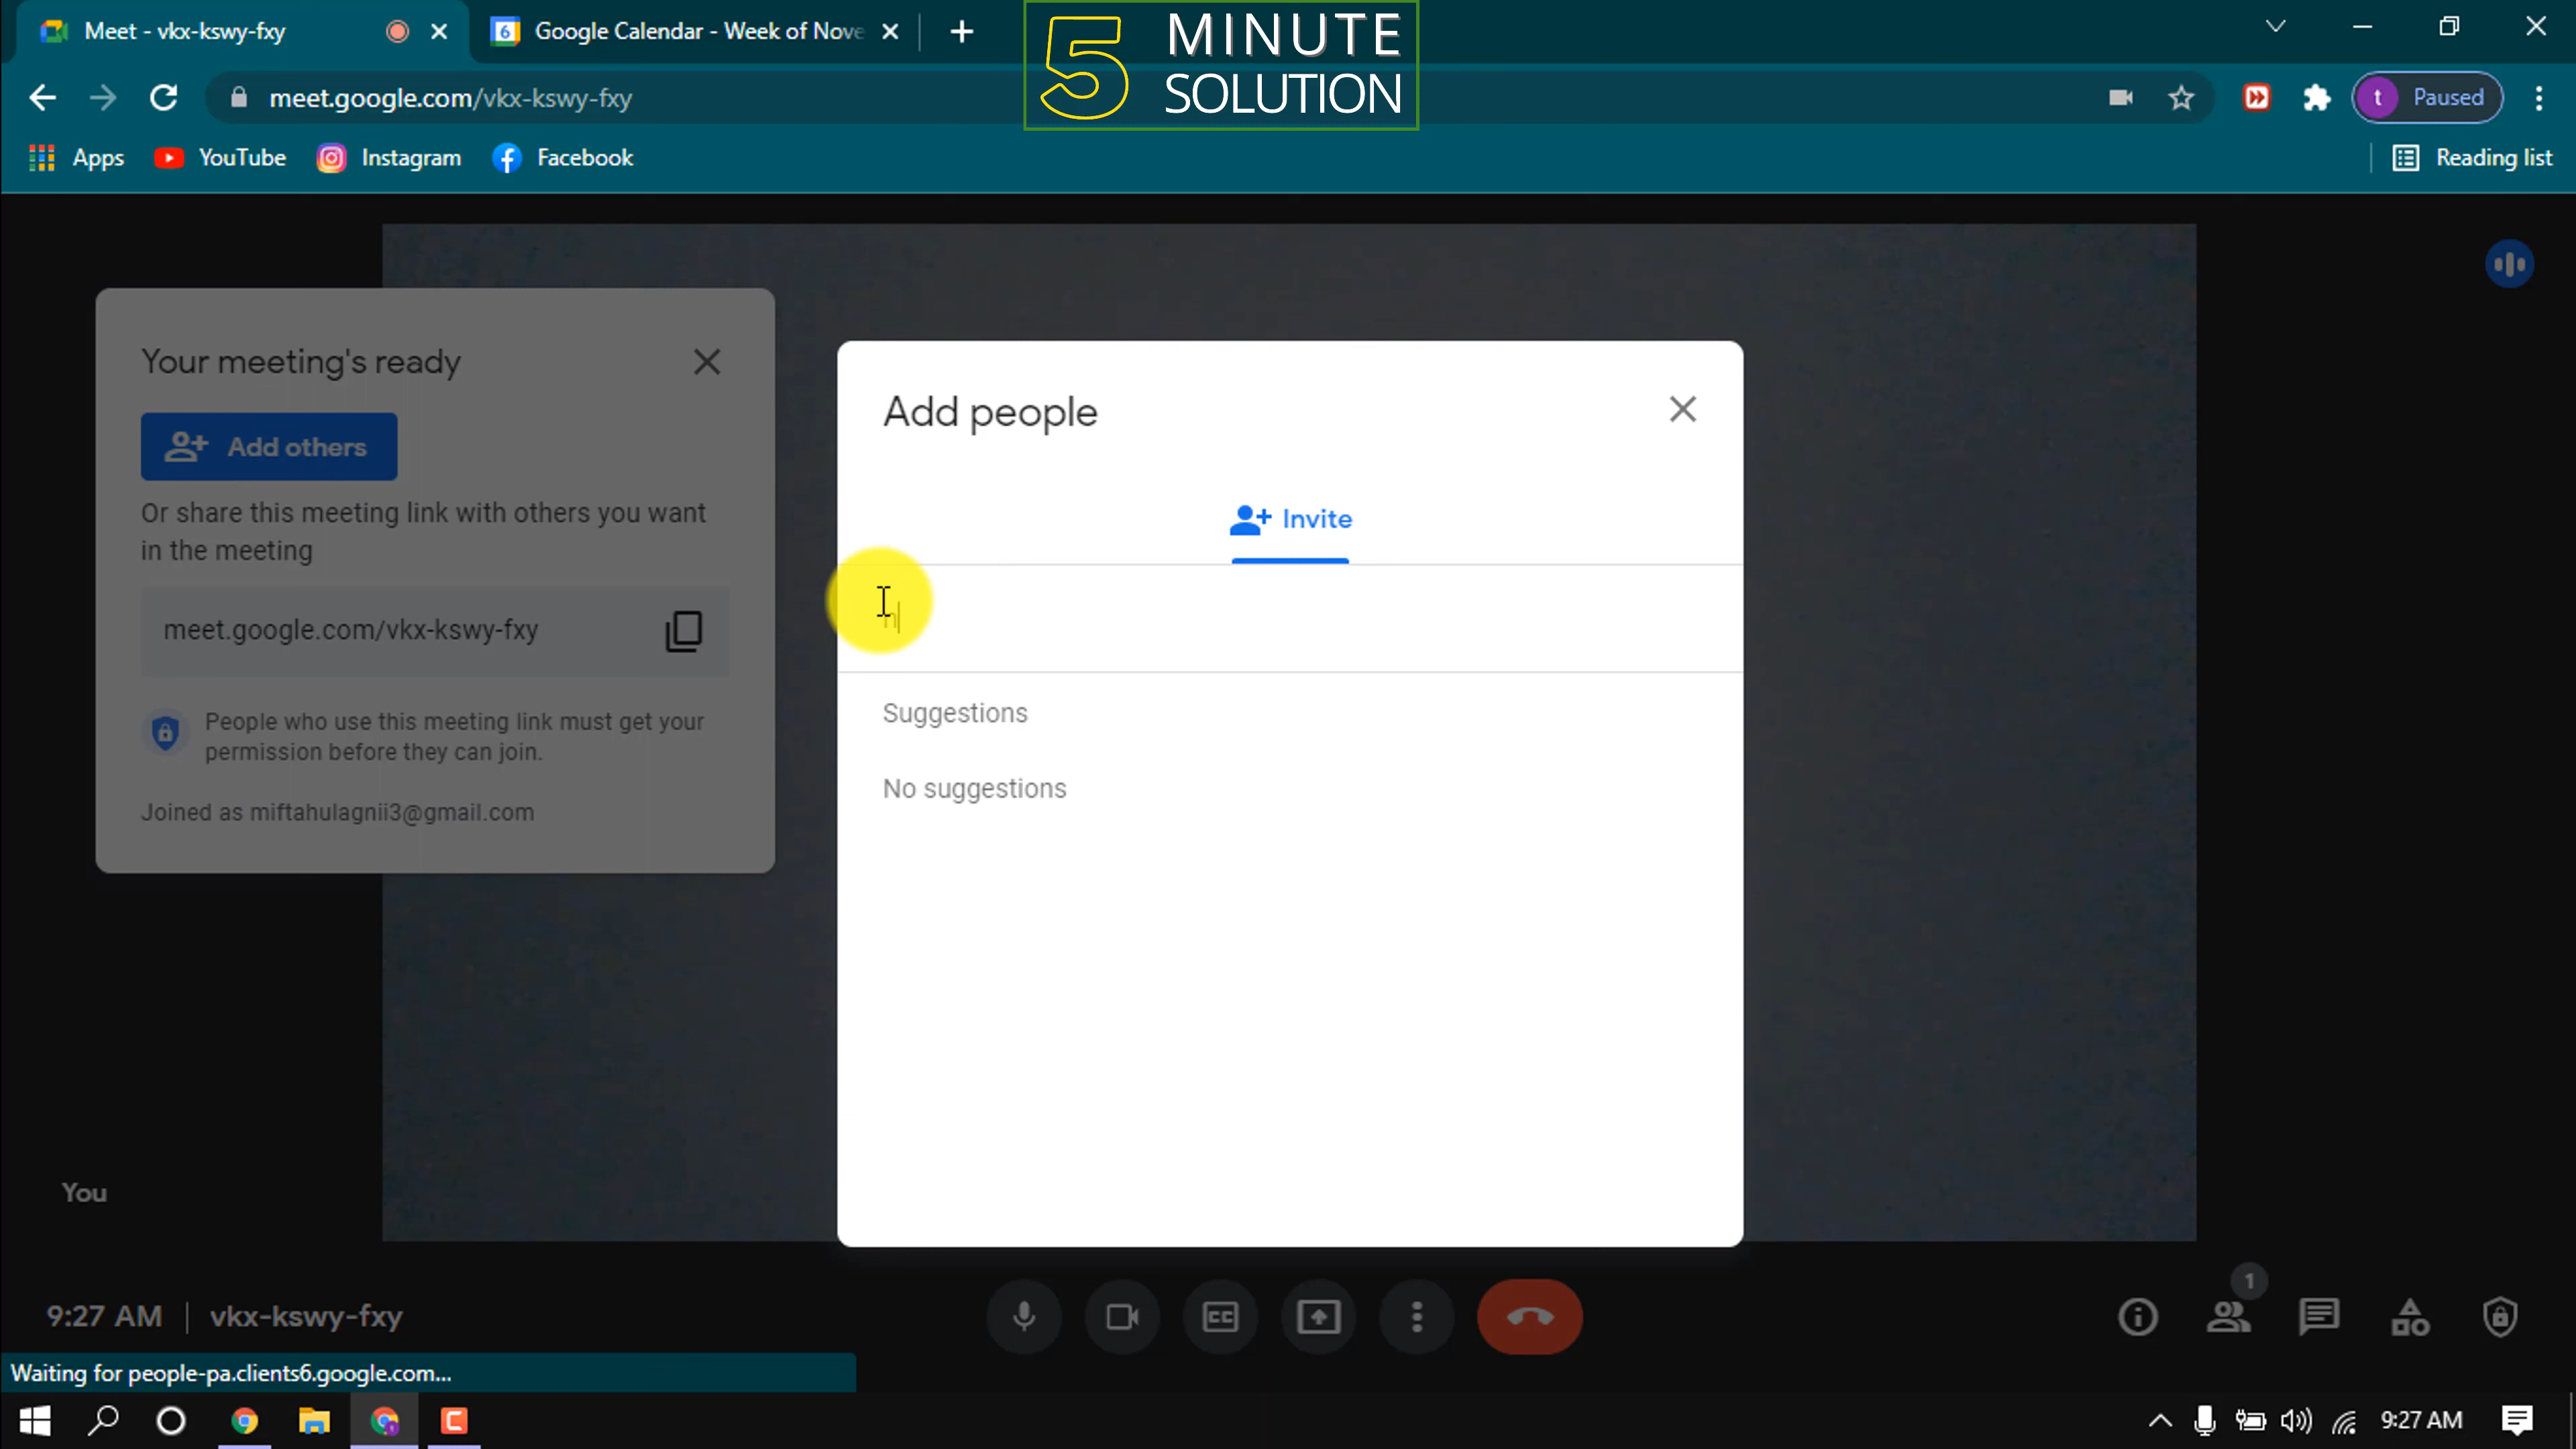 Meet - vkx-kswy-fxy
Google Calendar - Week of Nove
5 MINUTE SOLUTION
meet.google.com/vkx-kswy-fxy
t Paused
Apps YouTube Instagram Facebook
Reading list
Your meeting's ready
Add others
Or share this meeting link with others you want
in the meeting
meet.google.com/vkx-kswy-fxy
People who use this meeting link must get your
permission before they can join.
Joined as miftahulagnii3@gmail.com
Add people
Invite
Suggestions
No suggestions
You
9:27 AM | vkx-kswy-fxy
CC
1
Waiting for people-pa.clients6.google.com...
9:27 AM